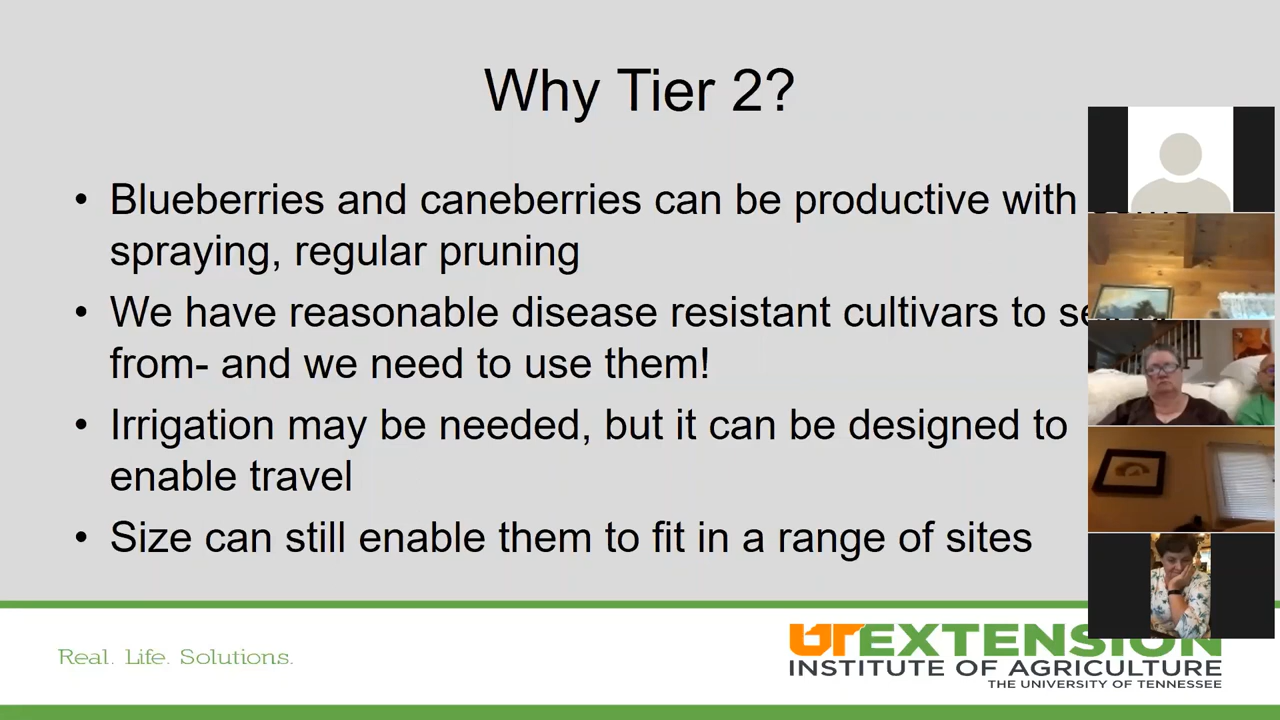 Why Tier 2?
• Blueberries and caneberries can be productive with
spraying, regular pruning
• We have reasonable disease resistant cultivars to
from- and we need to use them!
• Irrigation may be needed, but it can be designed to
enable travel
• Size can still enable them to fit in a range of sites
Real. Life. Solutions.
UTEXTENSION
INSTITUTE OF AGRICULTURE
THE UNIVERSITY OF TENNESSEE